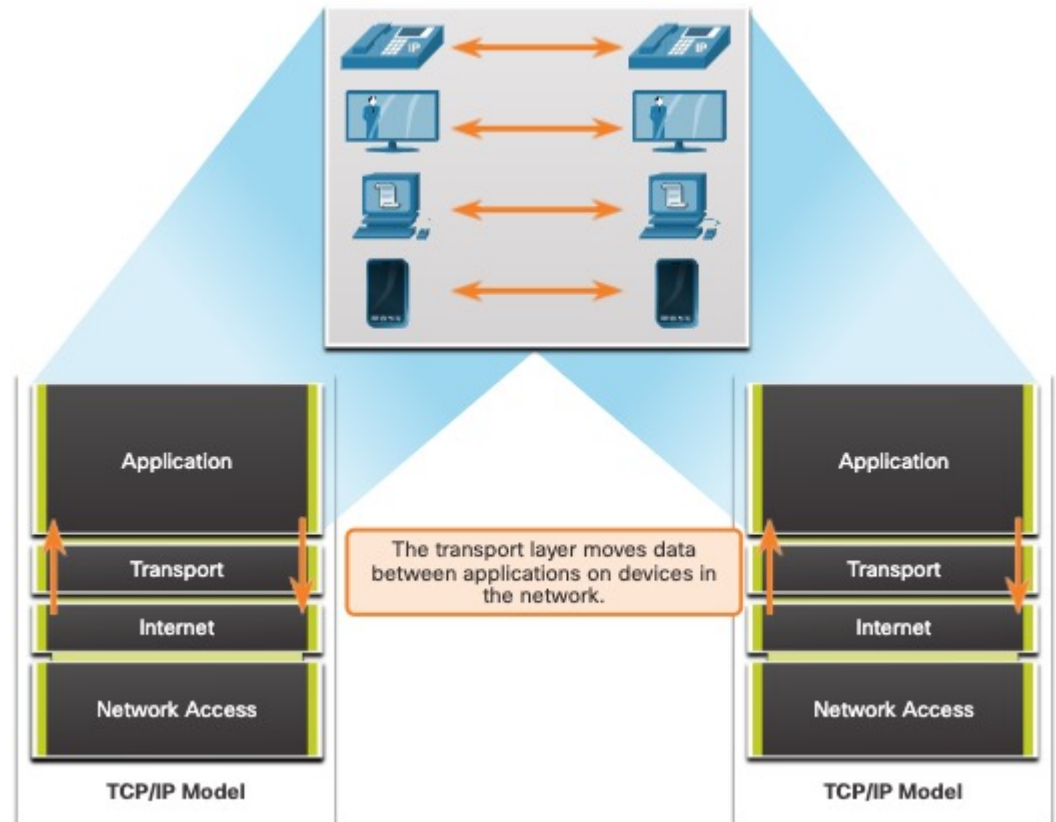 IP
IP
Application
Transport
Internet
Network Access
TCP/IP Model
The transport layer moves data
between applications on devices in
the network.
Application
Transport
Internet
Network Access
TCP/IP Model